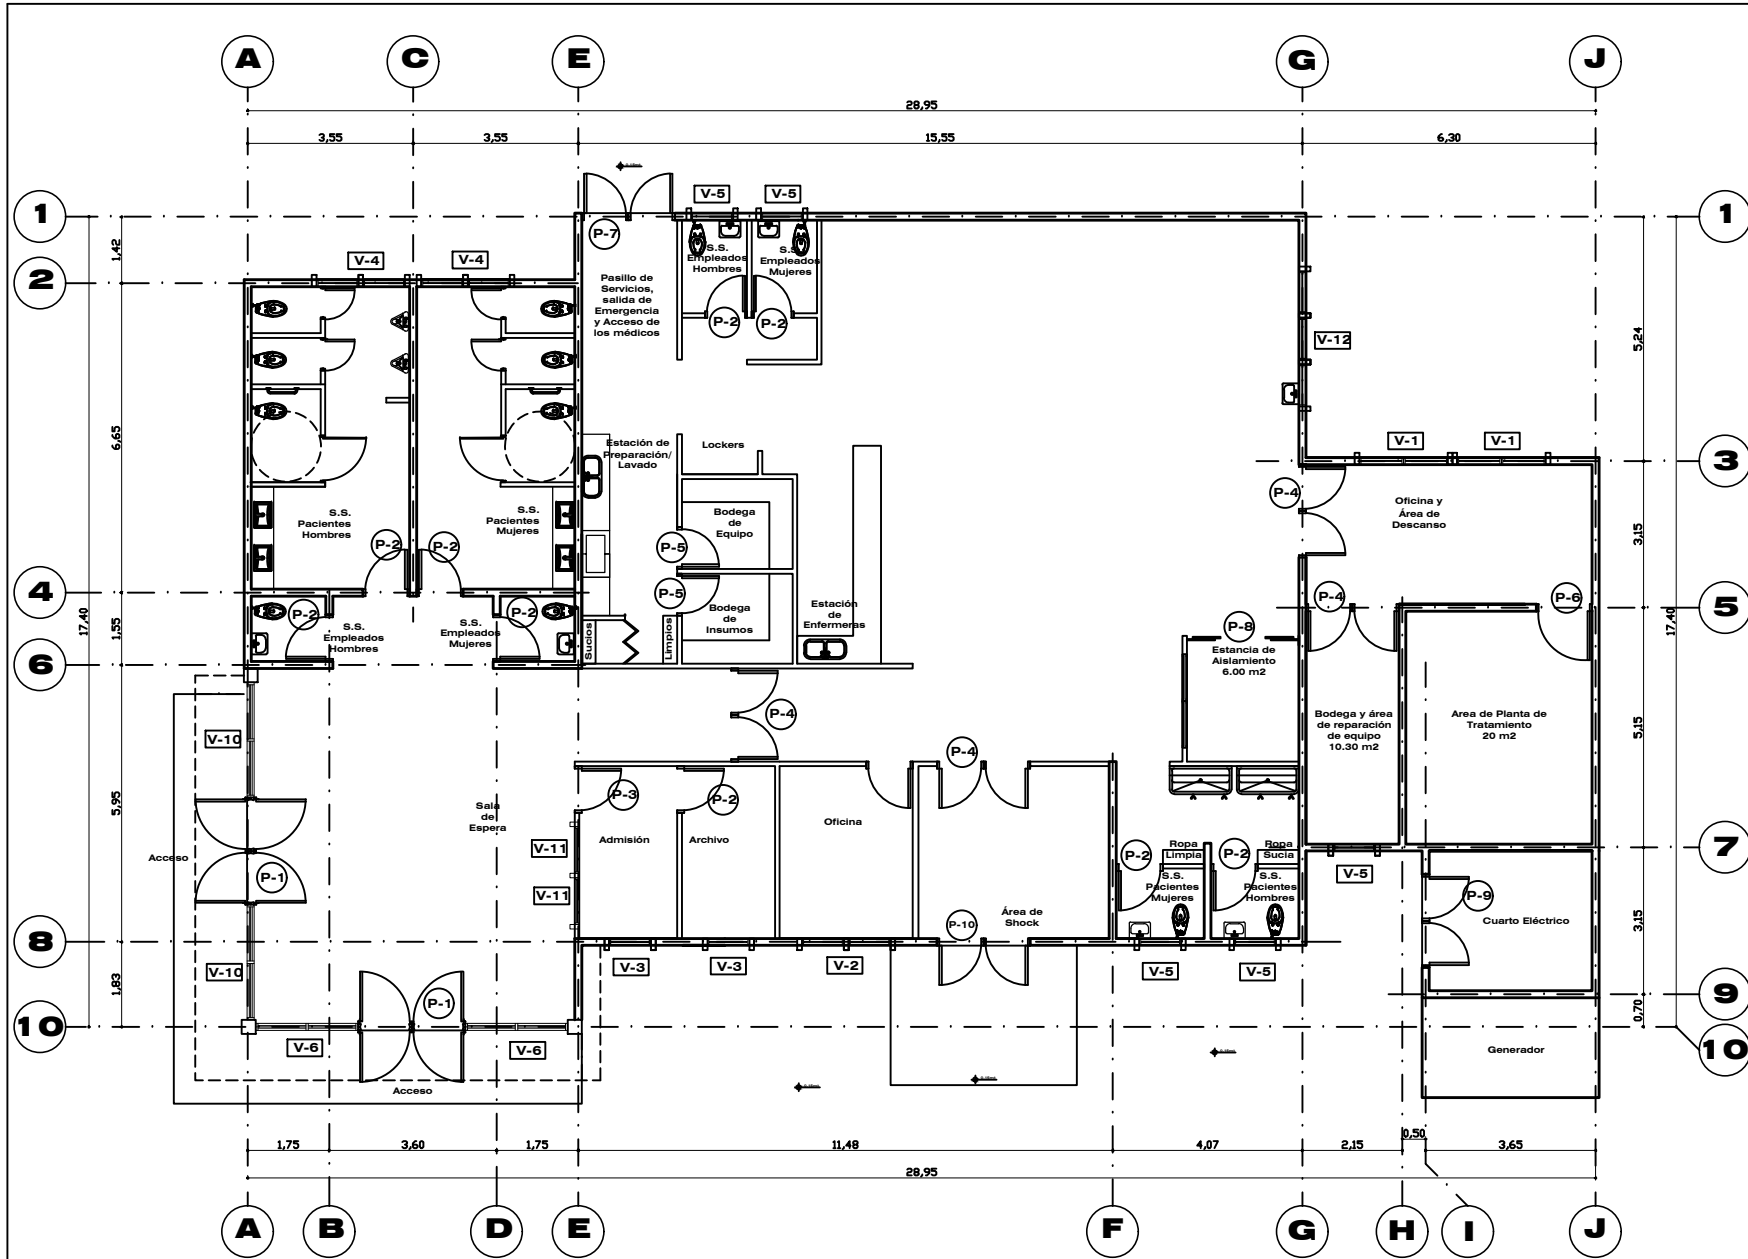 A C E G J
28,95
3,55 3,55 15,55 6,30
1 1
V-5 V-5
P-7
S.S.
Empleados
Hombres
S.S.
Empleados
Mujeres
1,42
2
V-4 V-4
Pasillo de
Servicios,
salida de
Emergencia
y Acceso de
los médicos
P-2 P-2
V-12
5,24
6,65
Estación de
Preparación/
Lavado
Lockers
V-1 V-1
3
P-4
Oficina y
Área de
Descanso
S.S.
Pacientes
Hombres
S.S.
Pacientes
Mujeres
Bodega
de
Equipo
P-2 P-2
P-5
3,15
4
P-5
P-2 P-2
S.S.
Empleados
Hombres
S.S.
Empleados
Mujeres
Bodega
de
Insumos
Estación
de
Enfermeras
Sucios
Limpios
P-4 P-6
5
17,40
1,55
17,40
6
P-8
Estancia de
Aislamiento
6.00 m2
P-4
V-10
Bodega y área
de reparación
de equipo
10.30 m2
Area de Planta de
Tratamiento
20 m2
5,15
P-4
P-3 P-2
5,95
Sala
de
Espera
Admisión Archivo Oficina
Acceso
V-11
P-1
V-11
P-2 P-2
Ropa
Limpia
Ropa
Sucia
S.S.
Pacientes
Mujeres
S.S.
Pacientes
Hombres
7
V-5
P-9
Cuarto Eléctrico
3,15
Área de
Shock
P-10
8
V-10
V-3 V-3 V-2 V-5 V-5
1,83
P-1
9
0,70
10
V-6 V-6
Generador
10
Acceso
1,75 3,60 1,75 11,48 4,07 2,15 0,50 3,65
28,95
A B D E F G H I J